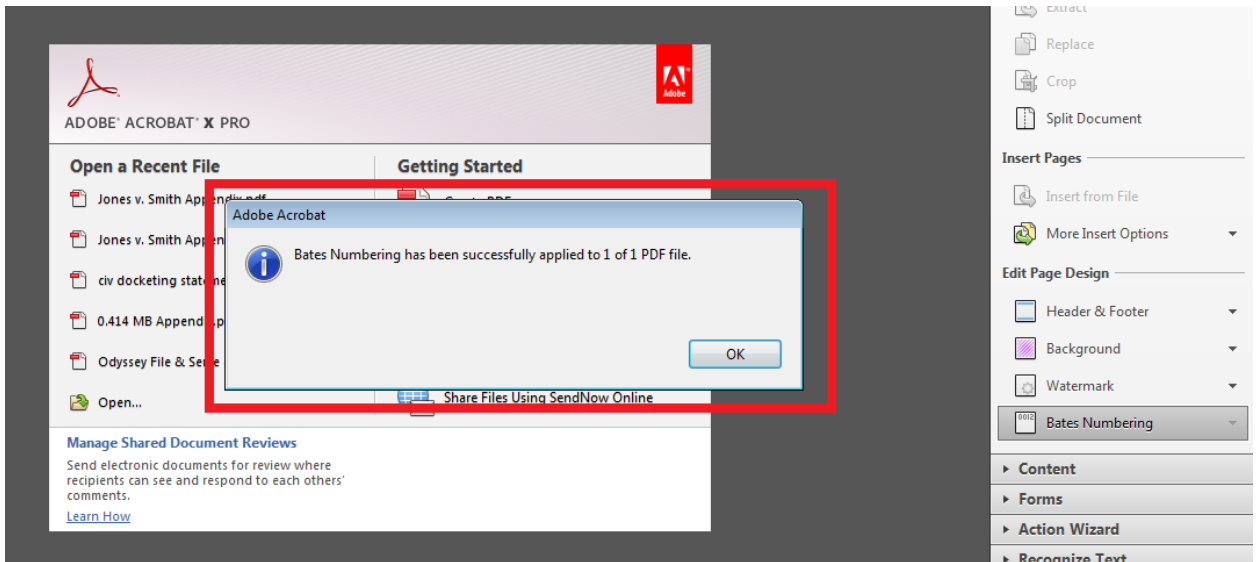 Adobe
ADOBE® ACROBAT® X PRO
Open a Recent File
Jones v. Smith
Jones v. Smith
civ docketing
0.414 MB
Odyssey File &
Open...
Manage Shared Document Reviews
Send electronic documents for review where
recipients can see and respond to each others'
comments.
Learn How
Getting Started
Adobe Acrobat
Bates Numbering has been successfully applied to 1 of 1 PDF file.
OK
Share Files Using SendNow Online
Extract
Replace
Crop
Split Document
Insert Pages
Insert from File
More Insert Options
Edit Page Design
Header & Footer
Background
Watermark
0012
Bates Numbering
Content
Forms
Action Wizard
Recognize Text